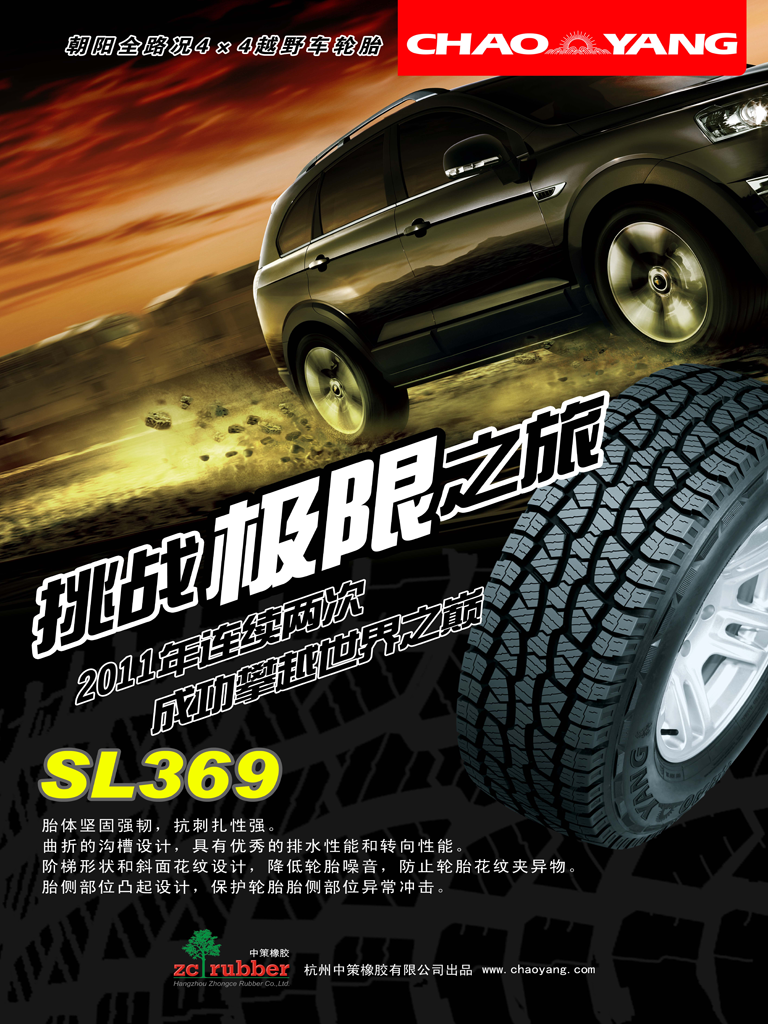 朝阳全路况4×4越野车轮胎
CHAO YANG
挑战极限之旅
2011年连续两次
成功攀越世界之巅
SL369
胎体坚固强韧，抗刺扎性强。
曲折的沟槽设计，具有优秀的排水性能和转向性能。
阶梯形状和斜面花纹设计，降低轮胎噪音，防止轮胎花纹夹异物。
胎侧部位凸起设计，保护轮胎胎侧部位异常冲击。
中策橡胶
zc rubber
Hangzhou Zhongce Rubber Co.,Ltd.
杭州中策橡胶有限公司出品 www.chaoyang.com